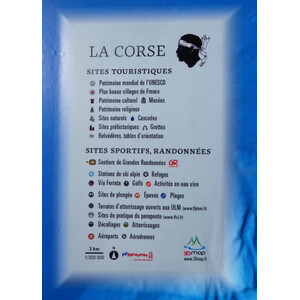 LA CORSE
SITES TOURISTIQUES
Patrimoine mondial de l'UNESCO
Plus beaux villages de France
Patrimoine culturel Musées
Patrimoine religieux
Sites naturels Cascades
Sites préhistoriques Grottes
Belvédères, tables d'orientation
SITES SPORTIFS, RANDONNÉES
Sentiers de Grandes Randonnées GR
Stations de ski alpin Refuges
Via Ferrata Golfs Activités en eau vive
Sites de plongée Épaves Plages
Terrains d'atterrissage ouverts aux ULM
Sites de pratique du parapente
Décollages Atterrissages
Aéroports Aérodromes
3DMap